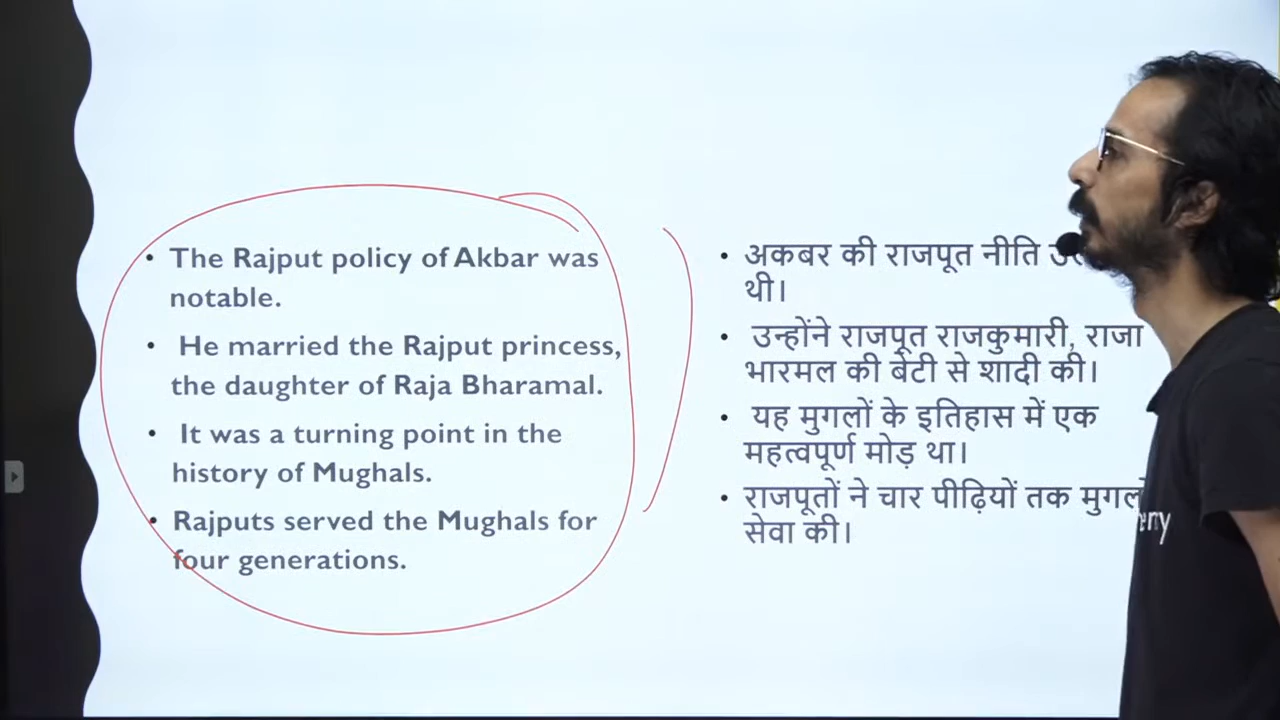 The Rajput policy of Akbar was
notable.
He married the Rajput princess,
the daughter of Raja Bharamal.
It was a turning point in the
history of Mughals.
Rajputs served the Mughals for
four generations.
अकबर की राजपूत नीति
थी।
उन्होंने राजपूत राजकुमारी, राजा
भारमल की बेटी से शादी की।
यह मुगलों के इतिहास में एक
महत्वपूर्ण मोड़ था।
राजपूतों ने चार पीढ़ियों तक
सेवा की।